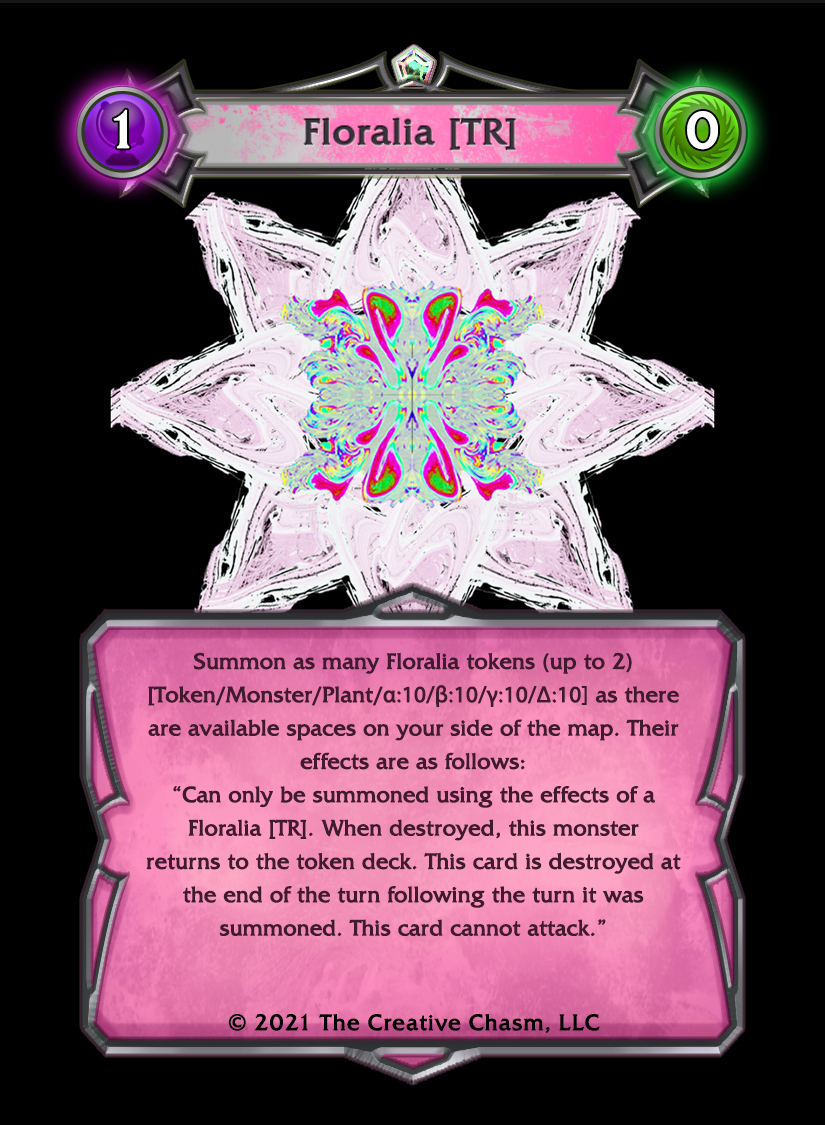 1
Floralia [TR]
0
Summon as many Floralia tokens (up to 2)
[Token/Monster/Plant/α:10/β:10/γ:10/Δ:10] as there
are available spaces on your side of the map. Their
effects are as follows:
“Can only be summoned using the effects of a
Floralia [TR]. When destroyed, this monster
returns to the token deck. This card is destroyed at
the end of the turn following the turn it was
summoned. This card cannot attack.”
© 2021 The Creative Chasm, LLC